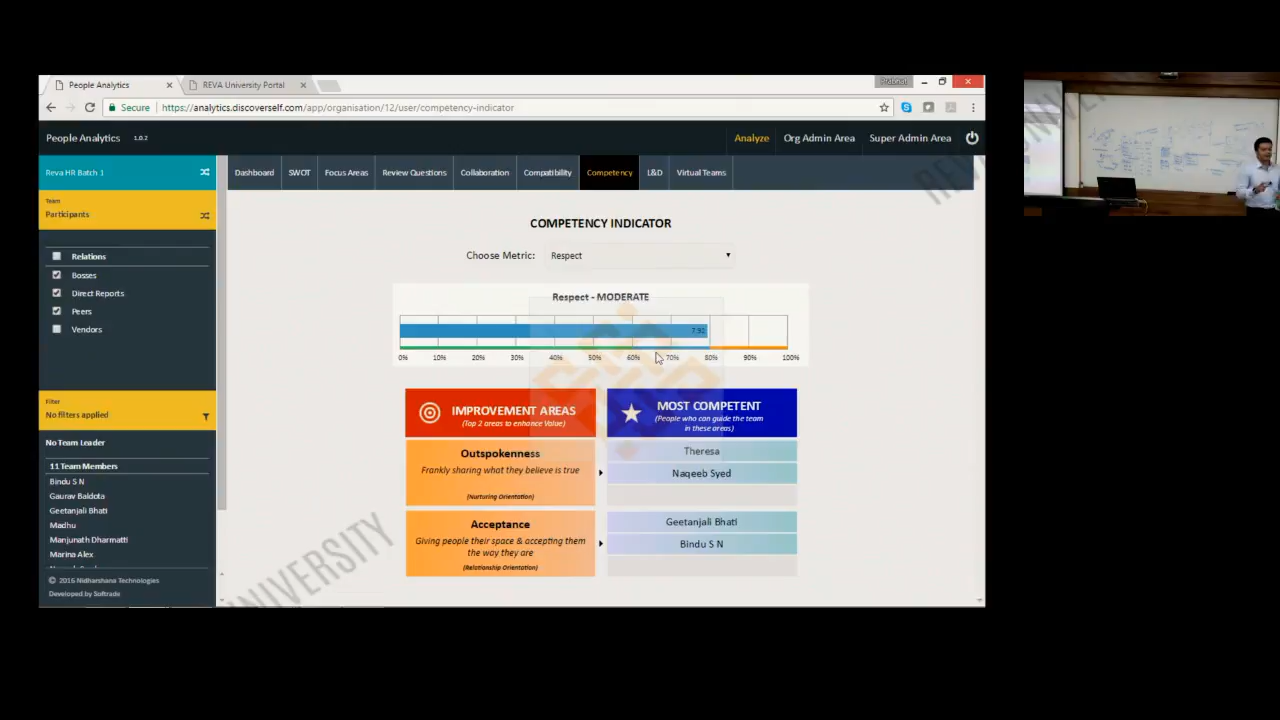 People Analytics
REVA University Portal
Prabhat
Secure
https://analytics.discoverself.com/app/organisation/12/user/competency-indicator
People Analytics 1.0.2
Analyze Org Admin Area Super Admin Area
Reva HR Batch 1
Dashboard SWOT Focus Areas Review Questions Collaboration Compatibility Competency L&D Virtual Teams
Team
Participants
Relations
Bosses
Direct Reports
Peers
Vendors
Filter
No filters applied
No Team Leader
11 Team Members
Bindu S N
Gaurav Baldota
Geetanjali Bhati
Madhu
Manjunath Dharmatti
Marina Alex
© 2016 Nidharshana Technologies
Developed by Softrade
COMPETENCY INDICATOR
Choose Metric: Respect
Respect - MODERATE
7.92
0% 10% 20% 30% 40% 50% 60% 70% 80% 90% 100%
IMPROVEMENT AREAS
(Top 2 areas to enhance Value)
MOST COMPETENT
(People who can guide the team
in these areas)
Outspokenness
Frankly sharing what they believe is true
(Nurturing Orientation)
Theresa
Naqeeb Syed
Acceptance
Giving people their space & accepting them
the way they are
(Relationship Orientation)
Geetanjali Bhati
Bindu S N